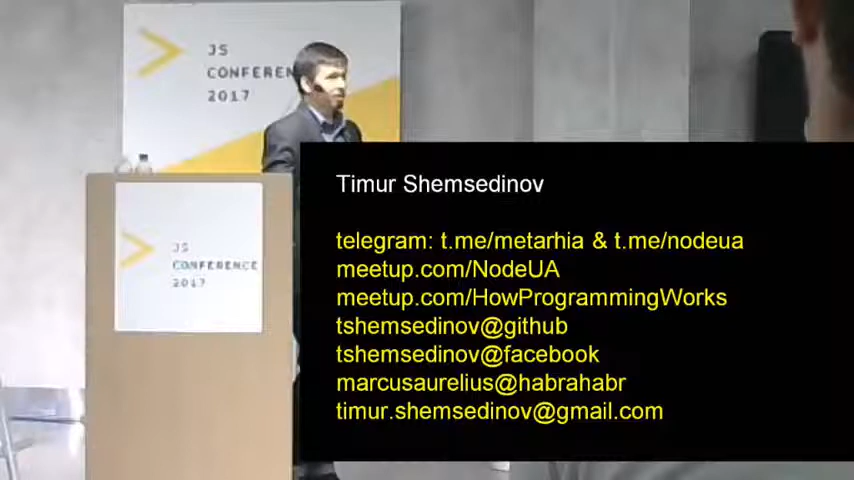 JS
CONFERENC
2017
JS
CONFERENCE
2017
Timur Shemsedinov
telegram: t.me/metarhia & t.me/nodeua
meetup.com/NodeUA
meetup.com/HowProgrammingWorks
tshemsedinov@github
tshemsedinov@facebook
marcusaurelius@habrahabr
timur.shemsedinov@gmail.com